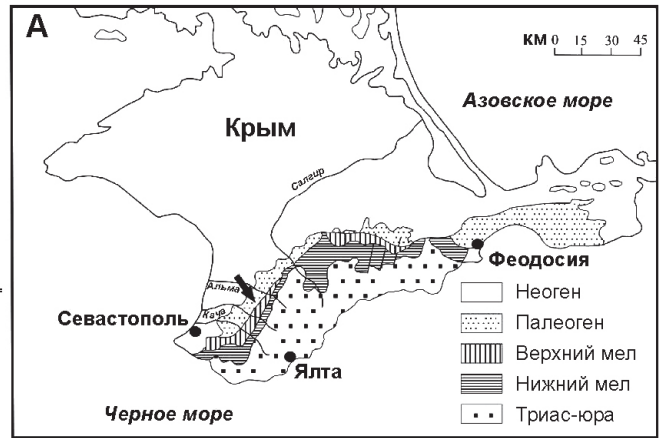 А
км 0 15 30 45
Азовское море
Крым
Салгир
Феодосия
Альма
Кача
Севастополь
Ялта
Черное море
Неоген
Палеоген
Верхний мел
Нижний мел
Триас-юра